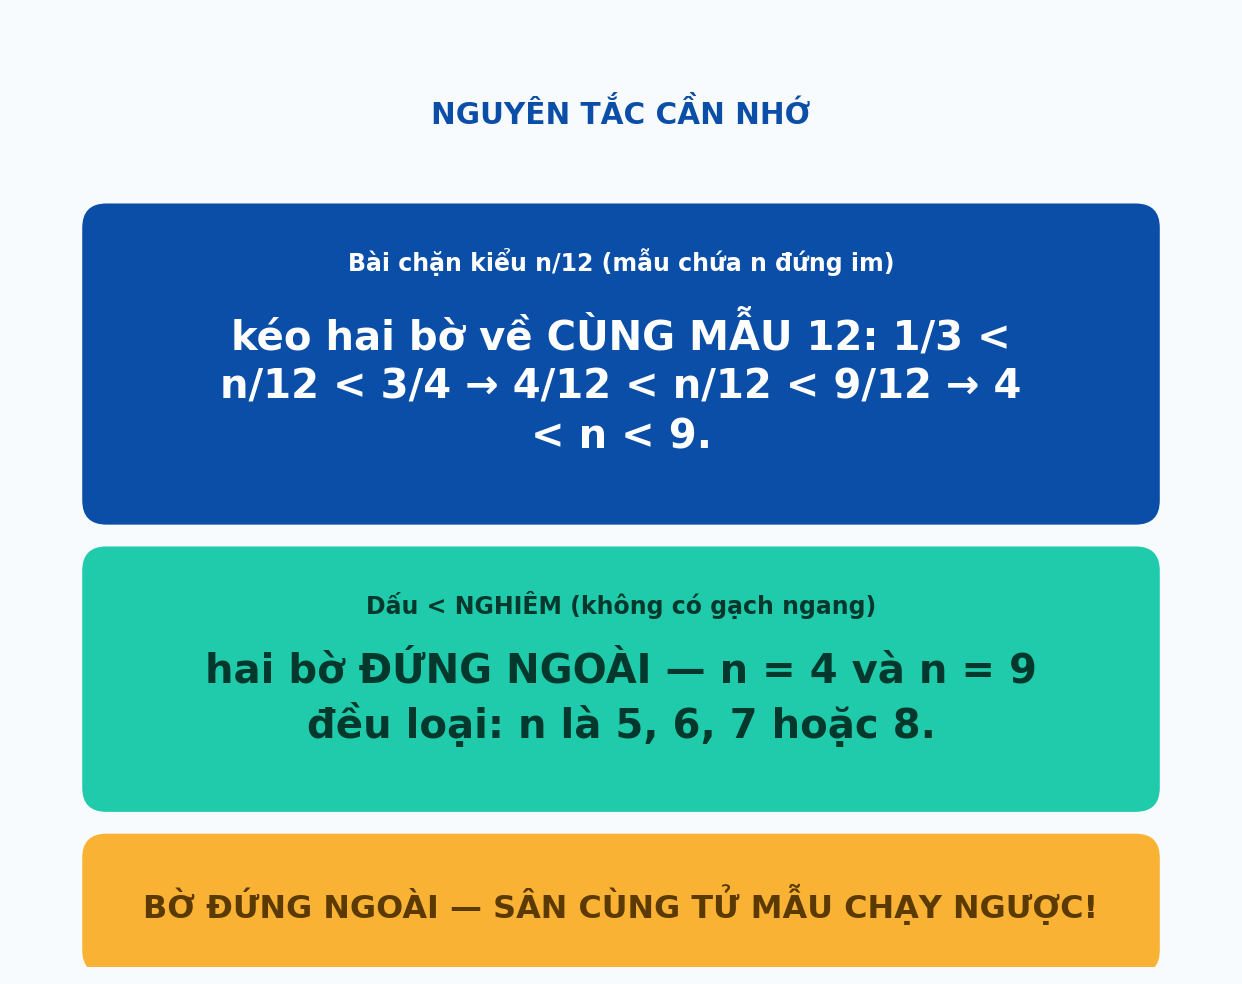 NGUYÊN TẮC CẦN NHỚ
Bài chặn kiểu n/12 (mẫu chứa n đứng im)
kéo hai bờ về CÙNG MẪU 12: 1/3 <
n/12 < 3/4 → 4/12 < n/12 < 9/12 → 4
< n < 9.
Dấu < NGHIÊM (không có gạch ngang)
hai bờ ĐỨNG NGOÀI — n = 4 và n = 9
đều loại: n là 5, 6, 7 hoặc 8.
BỜ ĐỨNG NGOÀI — SÂN CÙNG TỬ MẪU CHẠY NGƯỢC!